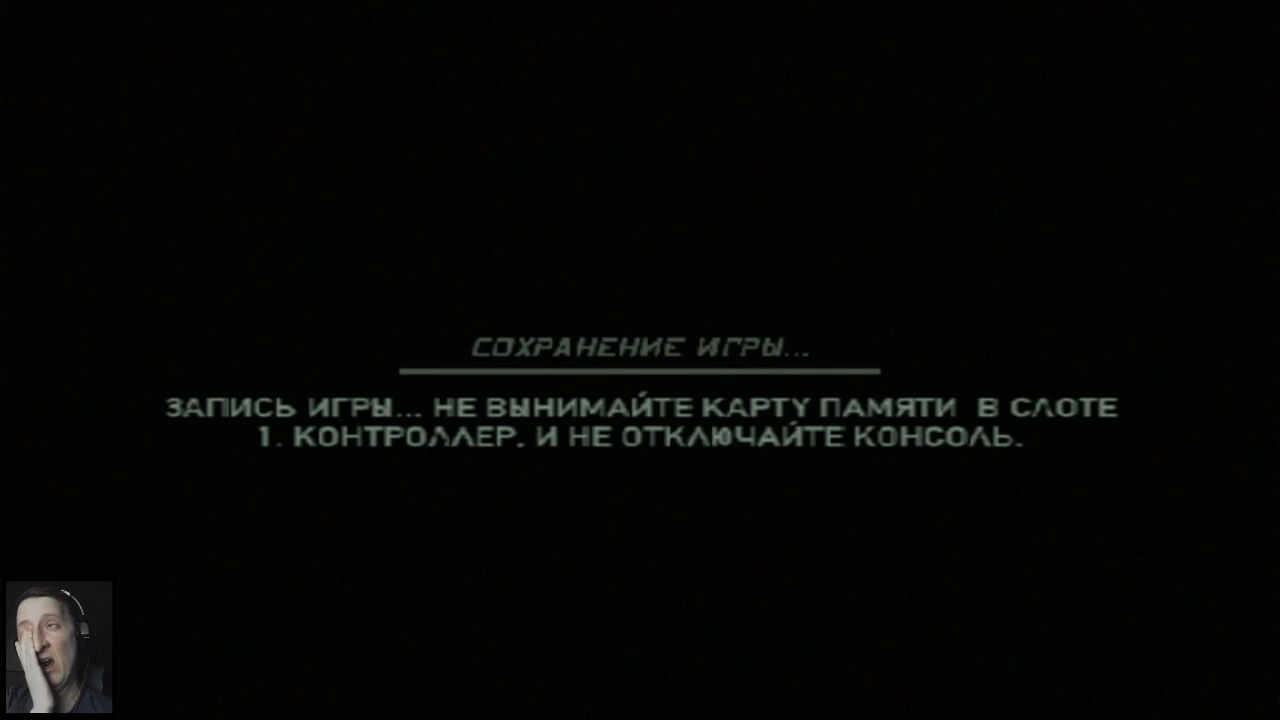 СОХРАНЕНИЕ ИГРЫ...
ЗАПИСЬ ИГРЫ... НЕ ВЫНИМАЙТЕ КАРТУ ПАМЯТИ В СЛОТЕ
1. КОНТРОЛЛЕР, И НЕ ОТКЛЮЧАЙТЕ КОНСОЛЬ.